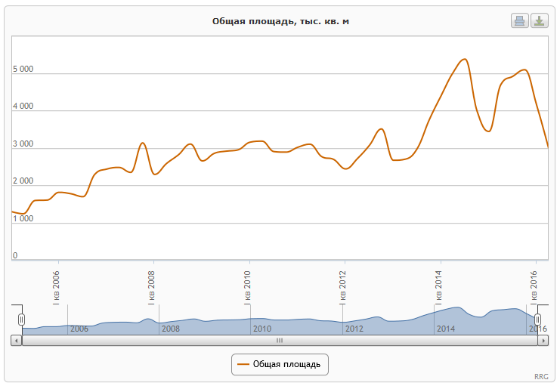 Общая площадь, тыс. кв. м
5 000
4 000
3 000
2 000
1 000
0
I кв 2006
I кв 2008
I кв 2010
I кв 2012
I кв 2014
I кв 2016
2006
2008
2010
2012
2014
2016
Общая площадь
RRG